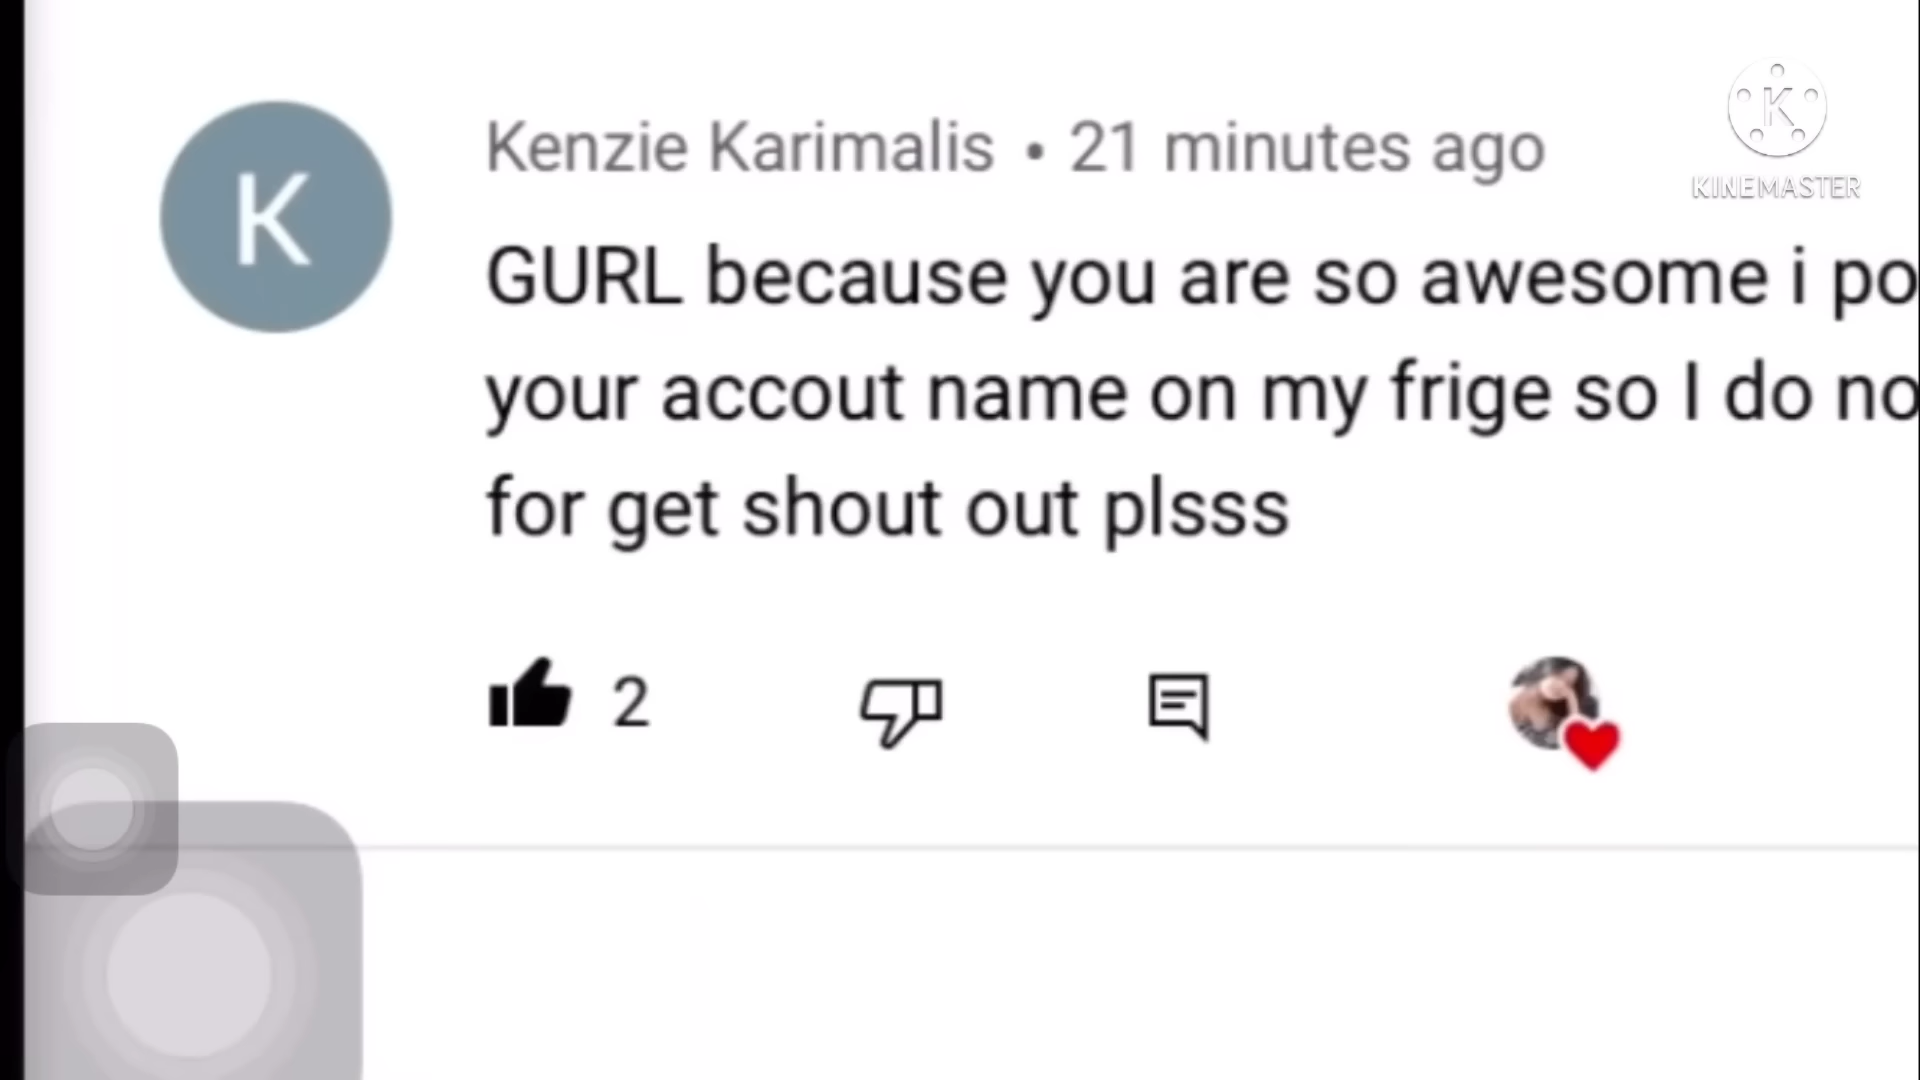 K
Kenzie Karimalis • 21 minutes ago
K
KINEMASTER
GURL because you are so awesome i po
your accout name on my frige so I do no
for get shout out plsss
2